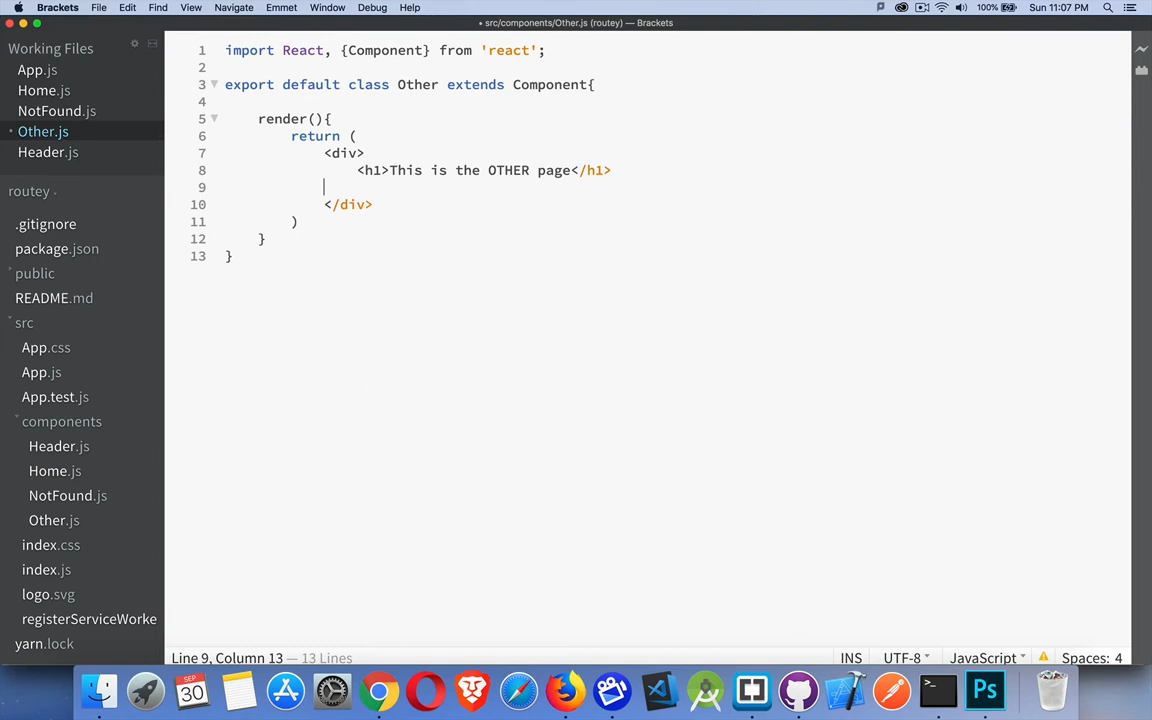 Brackets File Edit Find View Navigate Emmet Window Debug Help 100% Sun 11:07 PM
• src/components/Other.js (routey) — Brackets
Working Files
App.js
Home.js
NotFound.js
Other.js
Header.js
routey
.gitignore
package.json
public
README.md
src
App.css
App.js
App.test.js
components
Header.js
Home.js
NotFound.js
Other.js
index.css
index.js
logo.svg
registerServiceWorke
yarn.lock
1 import React, {Component} from 'react';
2
3 export default class Other extends Component{
4
5 render(){
6 return (
7 <div>
8 <h1>This is the OTHER page</h1>
9
10 </div>
11 )
12 }
13 }
Line 9, Column 13 — 13 Lines INS UTF-8 JavaScript Spaces: 4
SEP
30
>_
Ps